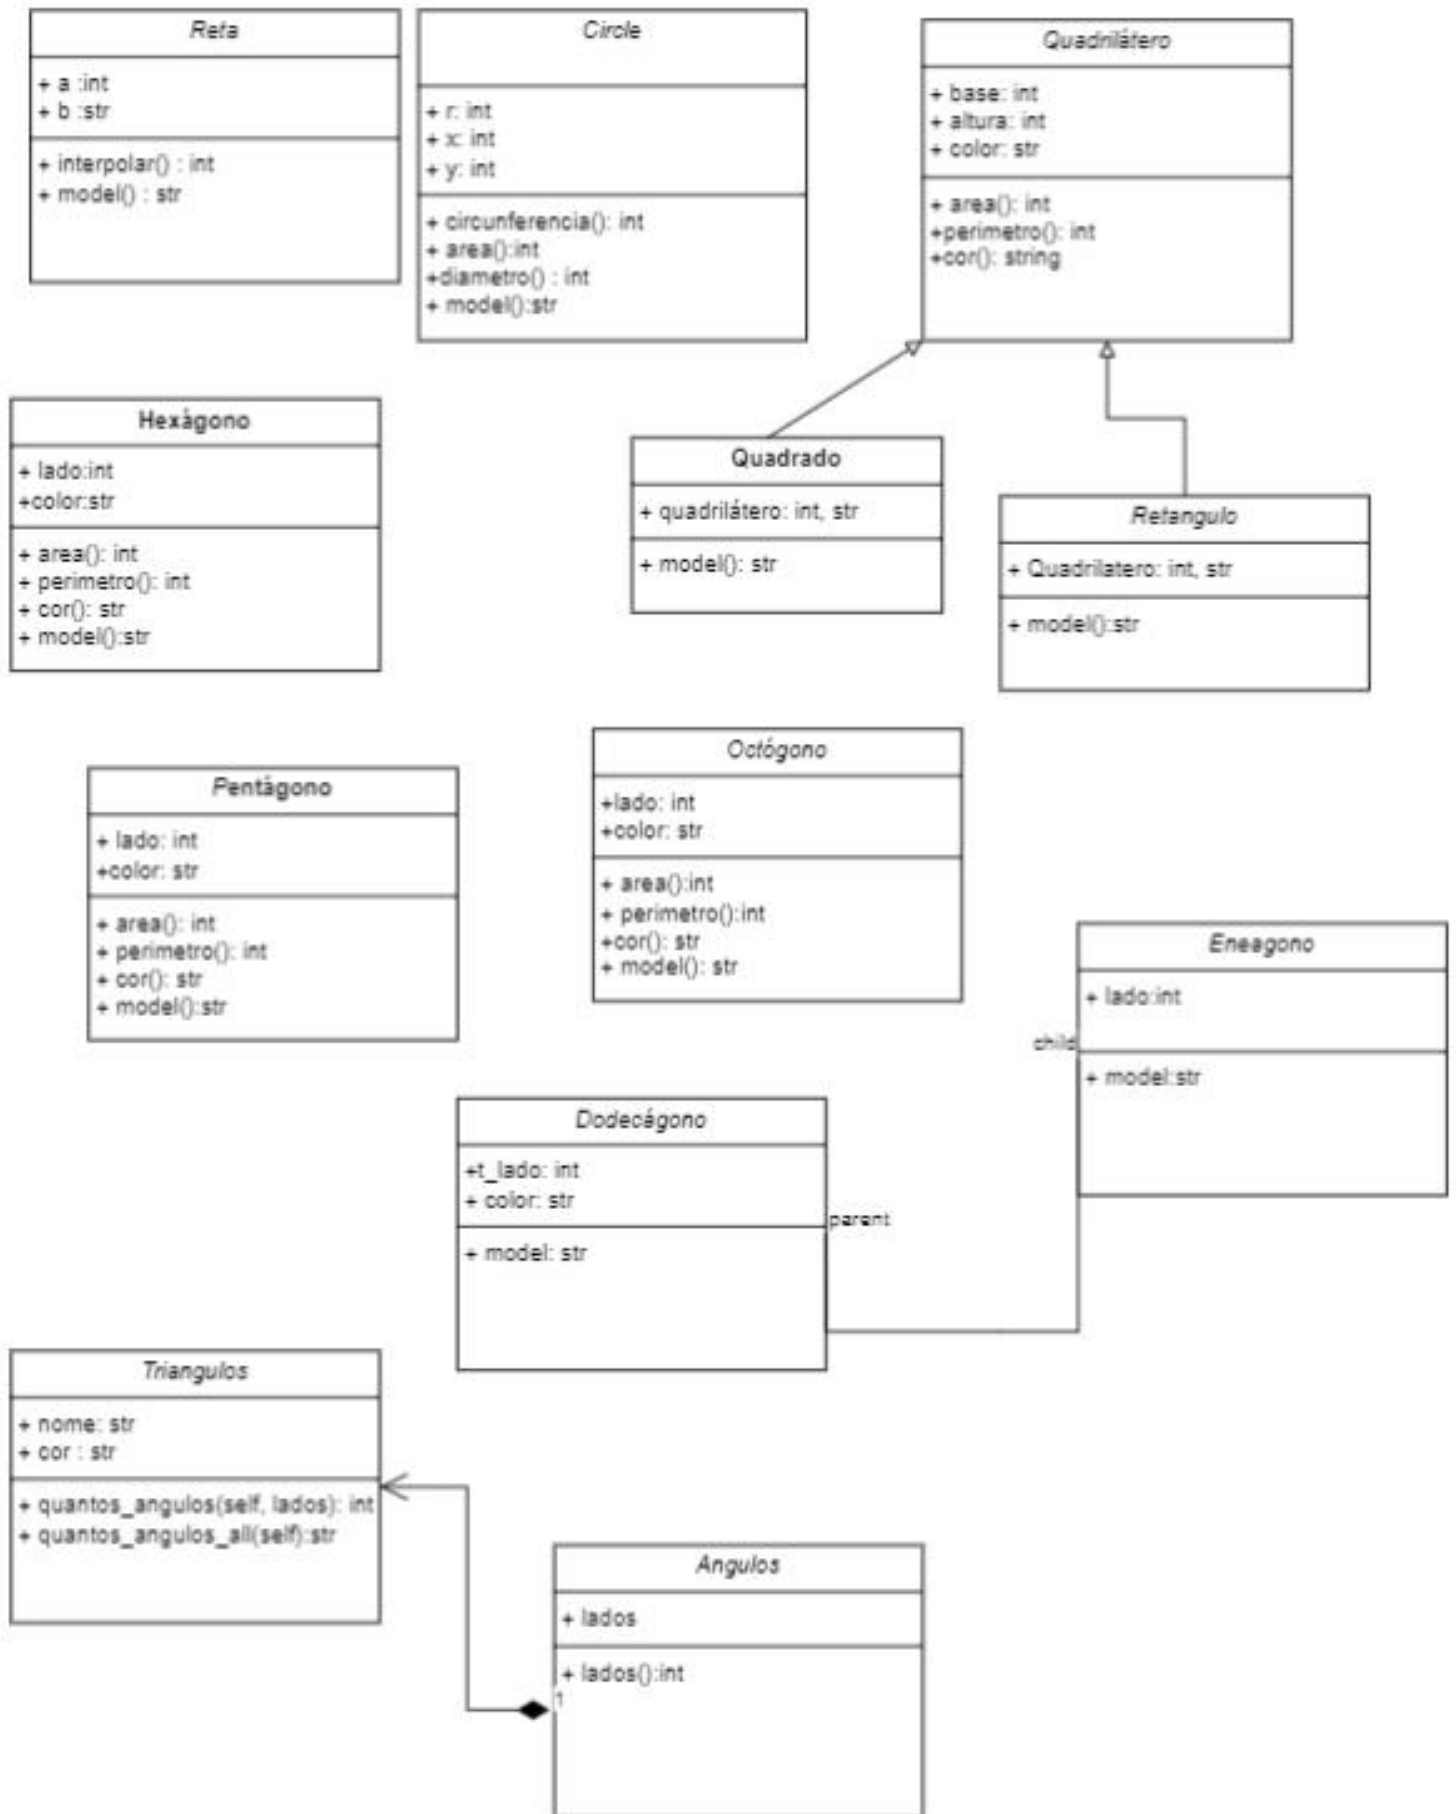 Reta
+ a :int
+ b :str
+ interpolar() : int
+ model() : str
Circle
+ r: int
+ x: int
+ y: int
+ circunferencia(): int
+ area():int
+diametro() : int
+ model():str
Quadrilátero
+ base: int
+ altura: int
+ color: str
+ area(): int
+perimetro(): int
+cor(): string
Hexágono
+ lado:int
+color:str
+ area(): int
+ perimetro(): int
+ cor(): str
+ model():str
Quadrado
+ quadrilátero: int, str
+ model(): str
Retangulo
+ Quadrilatero: int, str
+ model():str
Pentágono
+ lado: int
+color: str
+ area(): int
+ perimetro(): int
+ cor(): str
+ model():str
Octógono
+lado: int
+color: str
+ area():int
+ perimetro():int
+cor(): str
+ model(): str
Eneagono
+ lado:int
+ model:str
child
Dodecágono
+t_lado: int
+ color: str
+ model: str
parent
Triangulos
+ nome: str
+ cor : str
+ quantos_angulos(self, lados): int
+ quantos_angulos_all(self):str
Angulos
+ lados
+ lados():int
1